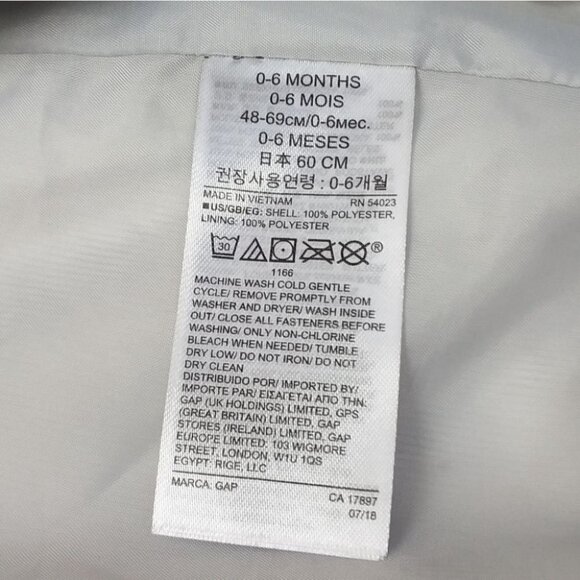 0-6 MONTHS
0-6 MOIS
48-69см/0-6мес.
0-6 MESES
日本 60 CM
권장사용연령 : 0-6개월
MADE IN VIETNAM RN 54023
■US/GB/EG: SHELL: 100% POLYESTER,
LINING: 100% POLYESTER
30 ®
1166
MACHINE WASH COLD GENTLE
CYCLE/ REMOVE PROMPTLY FROM
WASHER AND DRYER/ WASH INSIDE
OUT/ CLOSE ALL FASTENERS BEFORE
WASHING/ ONLY NON-CHLORINE
BLEACH WHEN NEEDED/ TUMBLE
DRY LOW/ DO NOT IRON/ DO NOT
DRY CLEAN
DISTRIBUIDO POR/ IMPORTED BY/
IMPORTE PAR/ ΕΙΣΑΓΕΤΑΙ ΑΠΟ ΤΗΝ:
GAP (UK HOLDINGS) LIMITED, GPS
(GREAT BRITAIN) LIMITED, GAP
STORES (IRELAND) LIMITED, GAP
EUROPE LIMITED: 103 WIGMORE
STREET, LONDON, W1U 1QS
EGYPT: RIGE, LLC
MARCA: GAP CA 17897
07/18